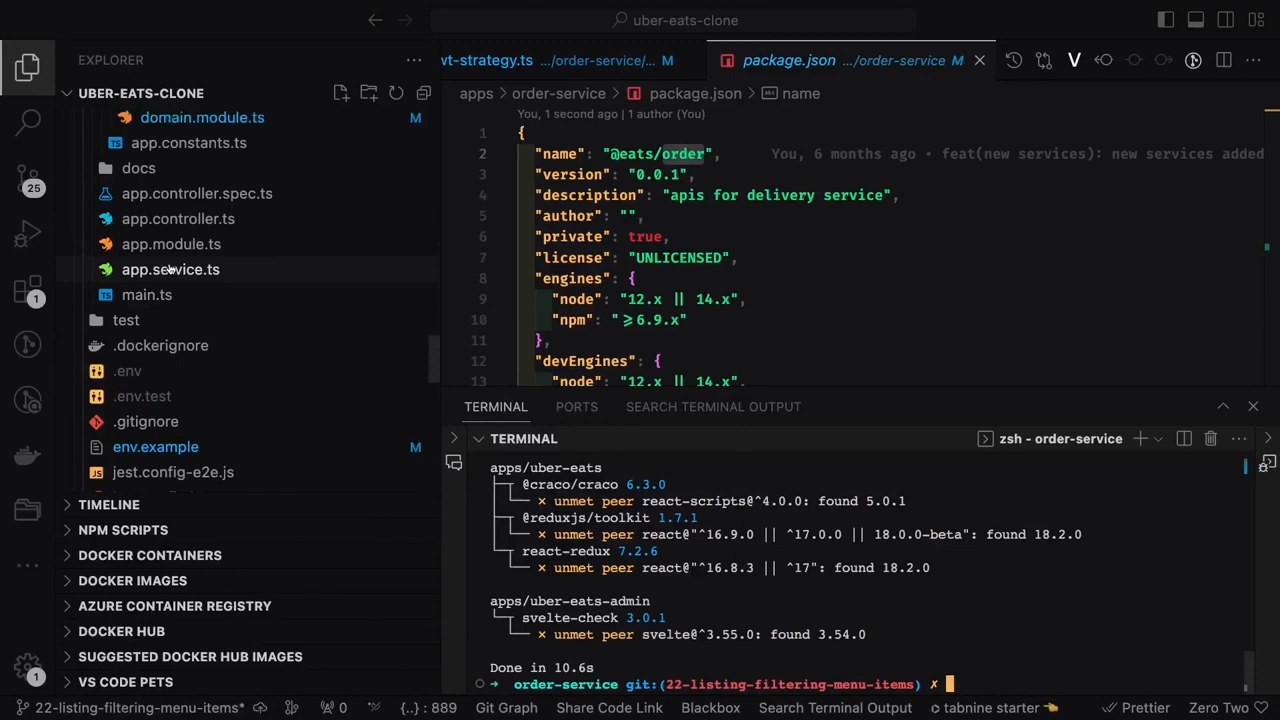 uber-eats-clone
EXPLORER
UBER-EATS-CLONE
domain.module.ts M
app.constants.ts
docs
app.controller.spec.ts
app.controller.ts
app.module.ts
app.service.ts
main.ts
test
.dockerignore
.env
.env.test
.gitignore
env.example M
jest.config-e2e.js
TIMELINE
NPM SCRIPTS
DOCKER CONTAINERS
DOCKER IMAGES
AZURE CONTAINER REGISTRY
DOCKER HUB
SUGGESTED DOCKER HUB IMAGES
VS CODE PETS
25
1
1
wt-strategy.ts .../order-service/... M
package.json .../order-service M
apps > order-service > package.json > name
You, 1 second ago | 1 author (You)
1 {
2 "name": "@eats/order", You, 6 months ago • feat(new services): new services added
3 "version": "0.0.1",
4 "description": "apis for delivery service",
5 "author": "",
6 "private": true,
7 "license": "UNLICENSED",
8 "engines": {
9 "node": "12.x || 14.x",
10 "npm": "≥6.9.x"
11 },
12 "devEngines": {
13 "node": "12.x || 14.x",
TERMINAL PORTS SEARCH TERMINAL OUTPUT
TERMINAL zsh - order-service
apps/uber-eats
├─┬ @craco/craco 6.3.0
│ └── ✕ unmet peer react-scripts@^4.0.0: found 5.0.1
├─┬ @reduxjs/toolkit 1.7.1
│ └── ✕ unmet peer react@"^16.9.0 || ^17.0.0 || 18.0.0-beta": found 18.2.0
└─┬ react-redux 7.2.6
└── ✕ unmet peer react@"^16.8.3 || ^17": found 18.2.0
apps/uber-eats-admin
└─┬ svelte-check 3.0.1
└── ✕ unmet peer svelte@^3.55.0: found 3.54.0
Done in 10.6s
➜ order-service git:(22-listing-filtering-menu-items) ✗
22-listing-filtering-menu-items* 0 {..} : 889 Git Graph Share Code Link Blackbox Search Terminal Output tabnine starter Prettier Zero Two